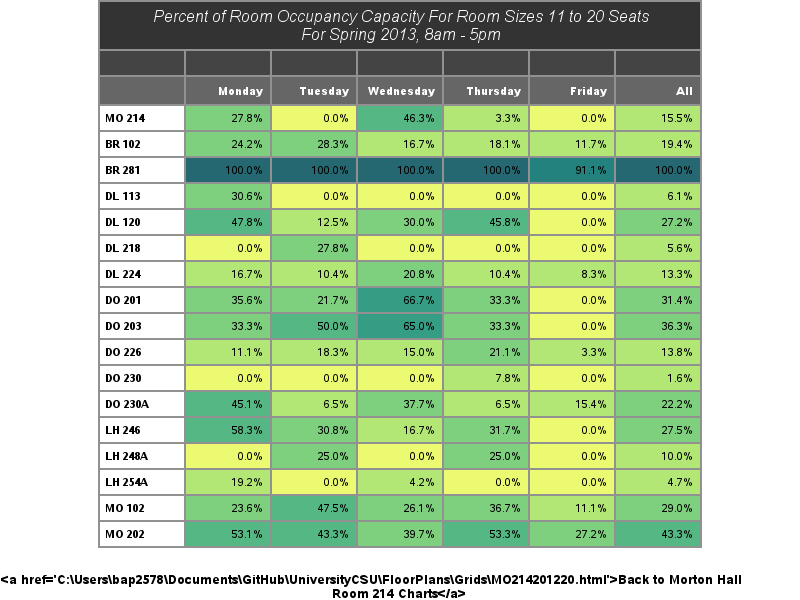 Percent of Room Occupancy Capacity For Room Sizes 11 to 20 Seats
For Spring 2013, 8am - 5pm
Monday Tuesday Wednesday Thursday Friday All
MO 214 27.8% 0.0% 46.3% 3.3% 0.0% 15.5%
BR 102 24.2% 28.3% 16.7% 18.1% 11.7% 19.4%
BR 281 100.0% 100.0% 100.0% 100.0% 91.1% 100.0%
DL 113 30.6% 0.0% 0.0% 0.0% 0.0% 6.1%
DL 120 47.8% 12.5% 30.0% 45.8% 0.0% 27.2%
DL 218 0.0% 27.8% 0.0% 0.0% 0.0% 5.6%
DL 224 16.7% 10.4% 20.8% 10.4% 8.3% 13.3%
DO 201 35.6% 21.7% 66.7% 33.3% 0.0% 31.4%
DO 203 33.3% 50.0% 65.0% 33.3% 0.0% 36.3%
DO 226 11.1% 18.3% 15.0% 21.1% 3.3% 13.8%
DO 230 0.0% 0.0% 0.0% 7.8% 0.0% 1.6%
DO 230A 45.1% 6.5% 37.7% 6.5% 15.4% 22.2%
LH 246 58.3% 30.8% 16.7% 31.7% 0.0% 27.5%
LH 248A 0.0% 25.0% 0.0% 25.0% 0.0% 10.0%
LH 254A 19.2% 0.0% 4.2% 0.0% 0.0% 4.7%
MO 102 23.6% 47.5% 26.1% 36.7% 11.1% 29.0%
MO 202 53.1% 43.3% 39.7% 53.3% 27.2% 43.3%
<a href='C:\Users\bap2578\Documents\GitHub\UniversityCSU\FloorPlans\Grids\MO214201220.html'>Back to Morton Hall
Room 214 Charts</a>